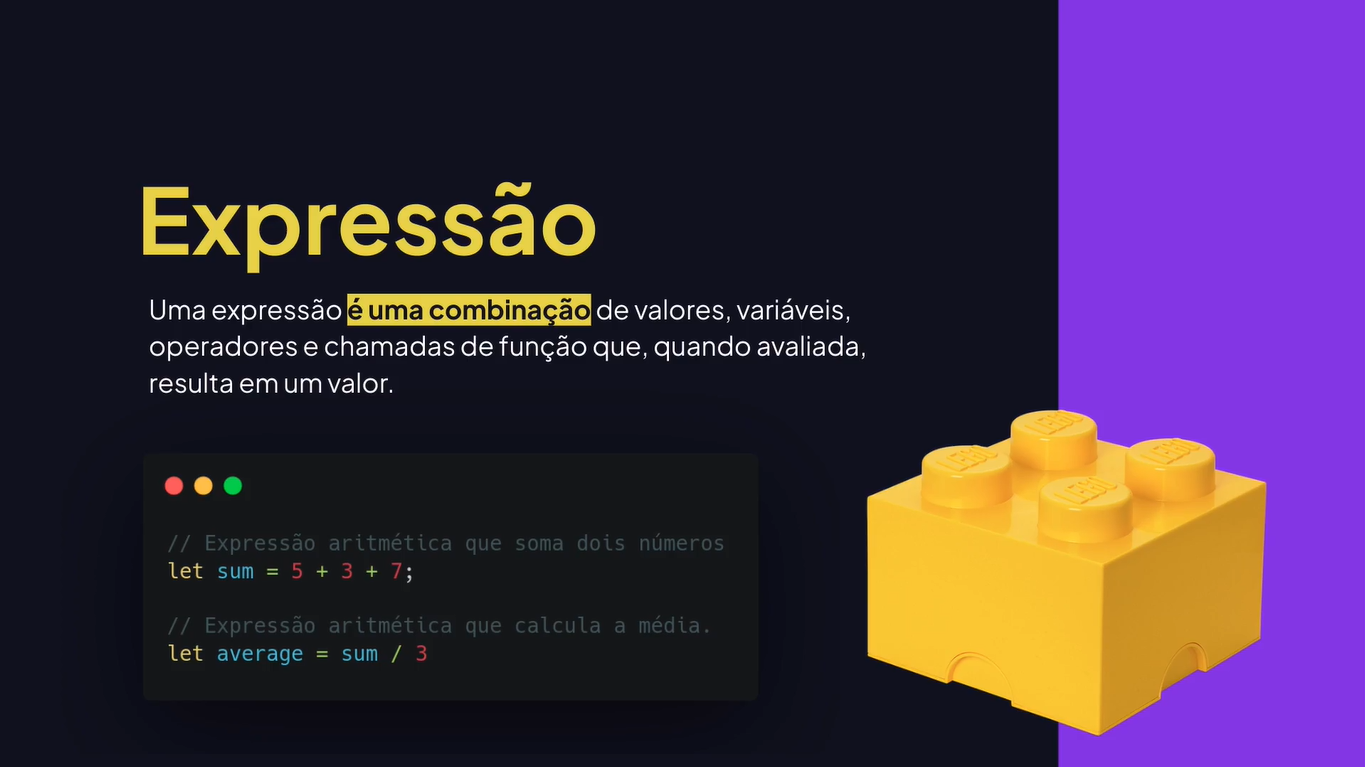 Expressão
Uma expressão é uma combinação de valores, variáveis,
operadores e chamadas de função que, quando avaliada,
resulta em um valor.
// Expressão aritmética que soma dois números
let sum = 5 + 3 + 7;
// Expressão aritmética que calcula a média.
let average = sum / 3
LEGO
LEGO
LEGO
LEGO